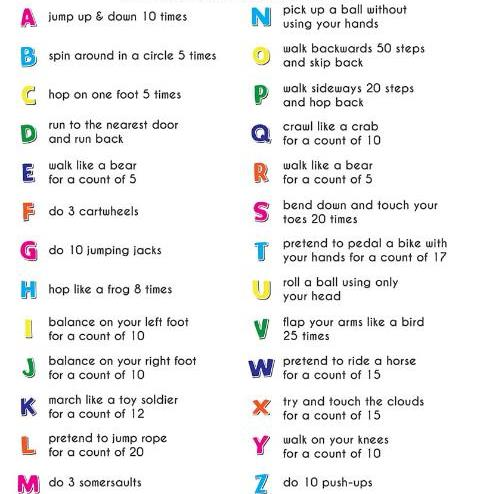 A jump up & down 10 times
B spin around in a circle 5 times
C hop on one foot 5 times
D run to the nearest door
and run back
E walk like a bear
for a count of 5
F do 3 cartwheels
G do 10 jumping jacks
H hop like a frog 8 times
I balance on your left foot
for a count of 10
J balance on your right foot
for a count of 10
K march like a toy soldier
for a count of 12
L pretend to jump rope
for a count of 20
M do 3 somersaults
N pick up a ball without
using your hands
O walk backwards 50 steps
and skip back
P walk sideways 20 steps
and hop back
Q crawl like a crab
for a count of 10
R walk like a bear
for a count of 5
S bend down and touch your
toes 20 times
T pretend to pedal a bike with
your hands for a count of 17
U roll a ball using only
your head
V flap your arms like a bird
25 times
W pretend to ride a horse
for a count of 15
X try and touch the clouds
for a count of 15
Y walk on your knees
for a count of 10
Z do 10 push-ups